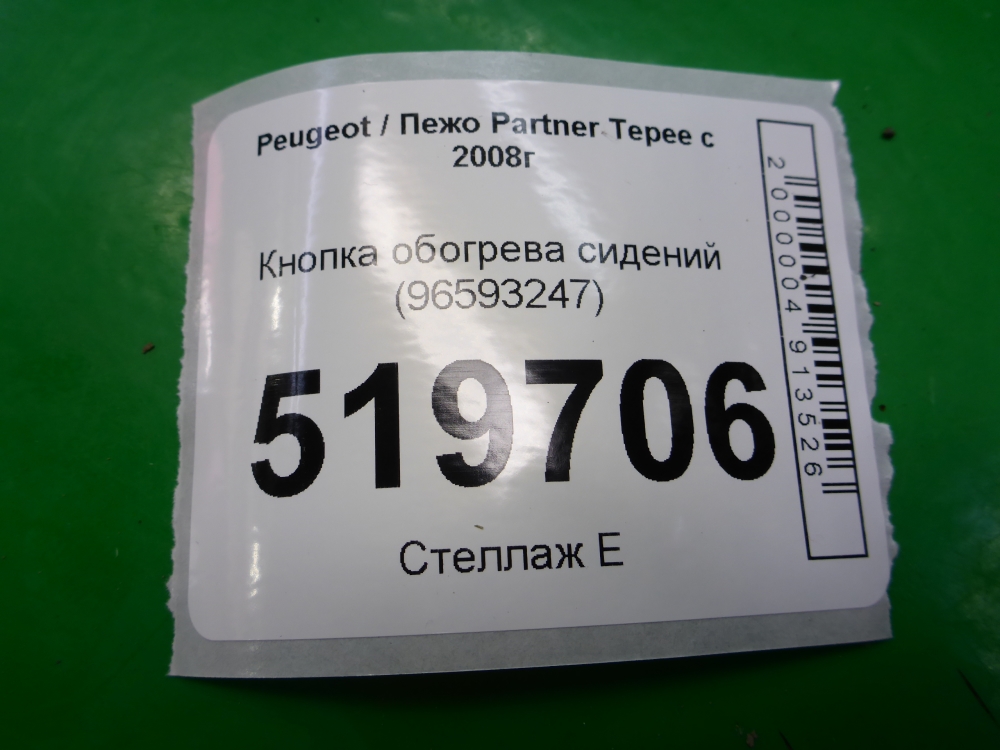 Peugeot / Пежо Partner Tepee с
2008г
Кнопка обогрева сидений
(96593247)
519706
Стеллаж Е
2000004913526